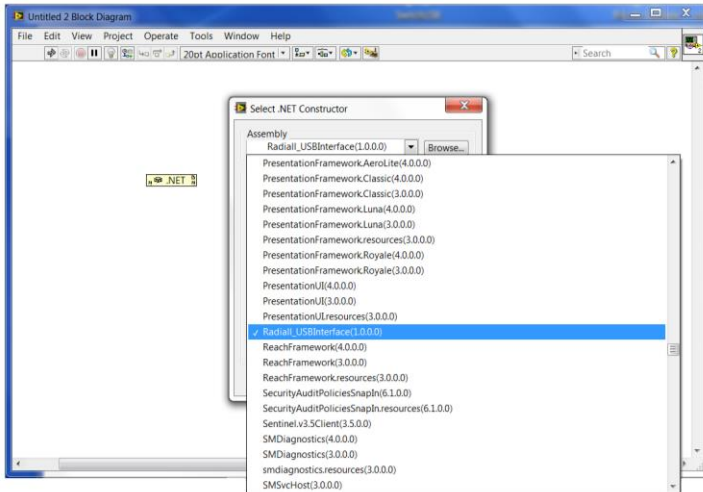 Untitled 2 Block Diagram
File Edit View Project Operate Tools Window Help
20pt Application Font
Search
Select .NET Constructor
Assembly
Radiall_USBInterface(1.0.0.0)
Browse...
.NET
PresentationFramework.AeroLite(4.0.0.0)
PresentationFramework.Classic(4.0.0.0)
PresentationFramework.Classic(3.0.0.0)
PresentationFramework.Luna(4.0.0.0)
PresentationFramework.Luna(3.0.0.0)
PresentationFramework.resources(3.0.0.0)
PresentationFramework.Royale(4.0.0.0)
PresentationFramework.Royale(3.0.0.0)
PresentationUI(4.0.0.0)
PresentationUI(3.0.0.0)
PresentationUI.resources(3.0.0.0)
✓ Radiall_USBInterface(1.0.0.0)
ReachFramework(4.0.0.0)
ReachFramework(3.0.0.0)
ReachFramework.resources(3.0.0.0)
SecurityAuditPoliciesSnapIn(6.1.0.0)
SecurityAuditPoliciesSnapIn.resources(6.1.0.0)
Sentinel.v3.5Client(3.5.0.0)
SMDiagnostics(4.0.0.0)
SMDiagnostics(3.0.0.0)
smdiagnostics.resources(3.0.0.0)
SMSvcHost(3.0.0.0)